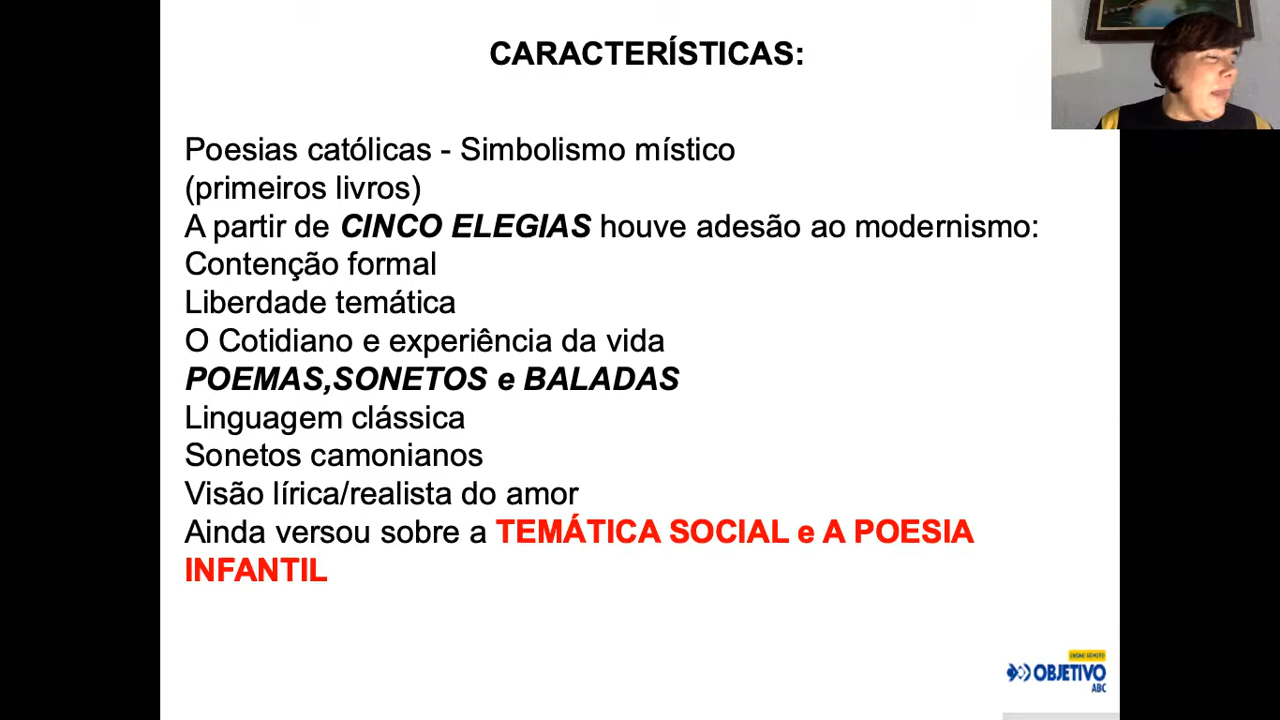 CARACTERÍSTICAS:
Poesias católicas - Simbolismo místico
(primeiros livros)
A partir de CINCO ELEGIAS houve adesão ao modernismo:
Contenção formal
Liberdade temática
O Cotidiano e experiência da vida
POEMAS,SONETOS e BALADAS
Linguagem clássica
Sonetos camonianos
Visão lírica/realista do amor
Ainda versou sobre a TEMÁTICA SOCIAL e A POESIA
INFANTIL
ENSINO REMOTO
OBJETIVO
ABC